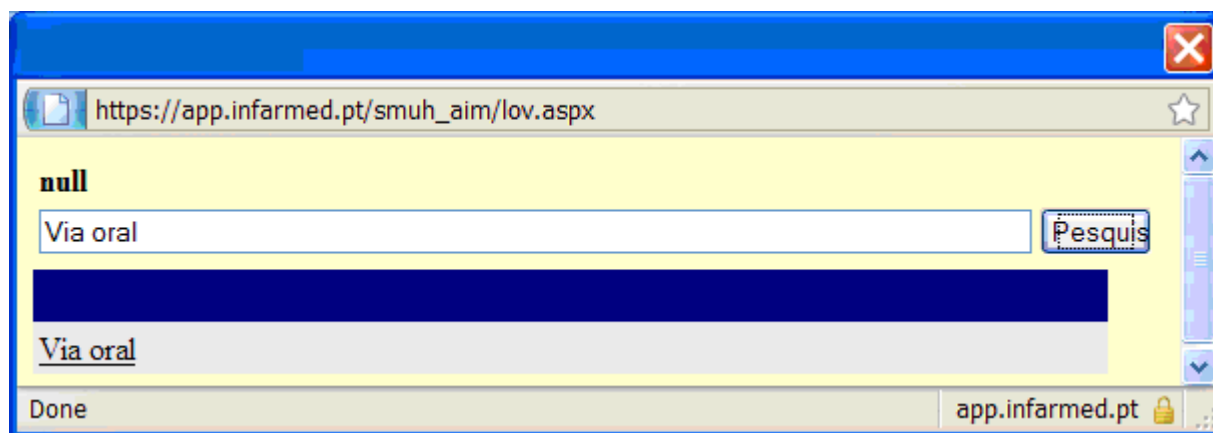 https://app.infarmed.pt/smuh_aim/lov.aspx
null
Via oral Pesquis
Via oral
Done app.infarmed.pt